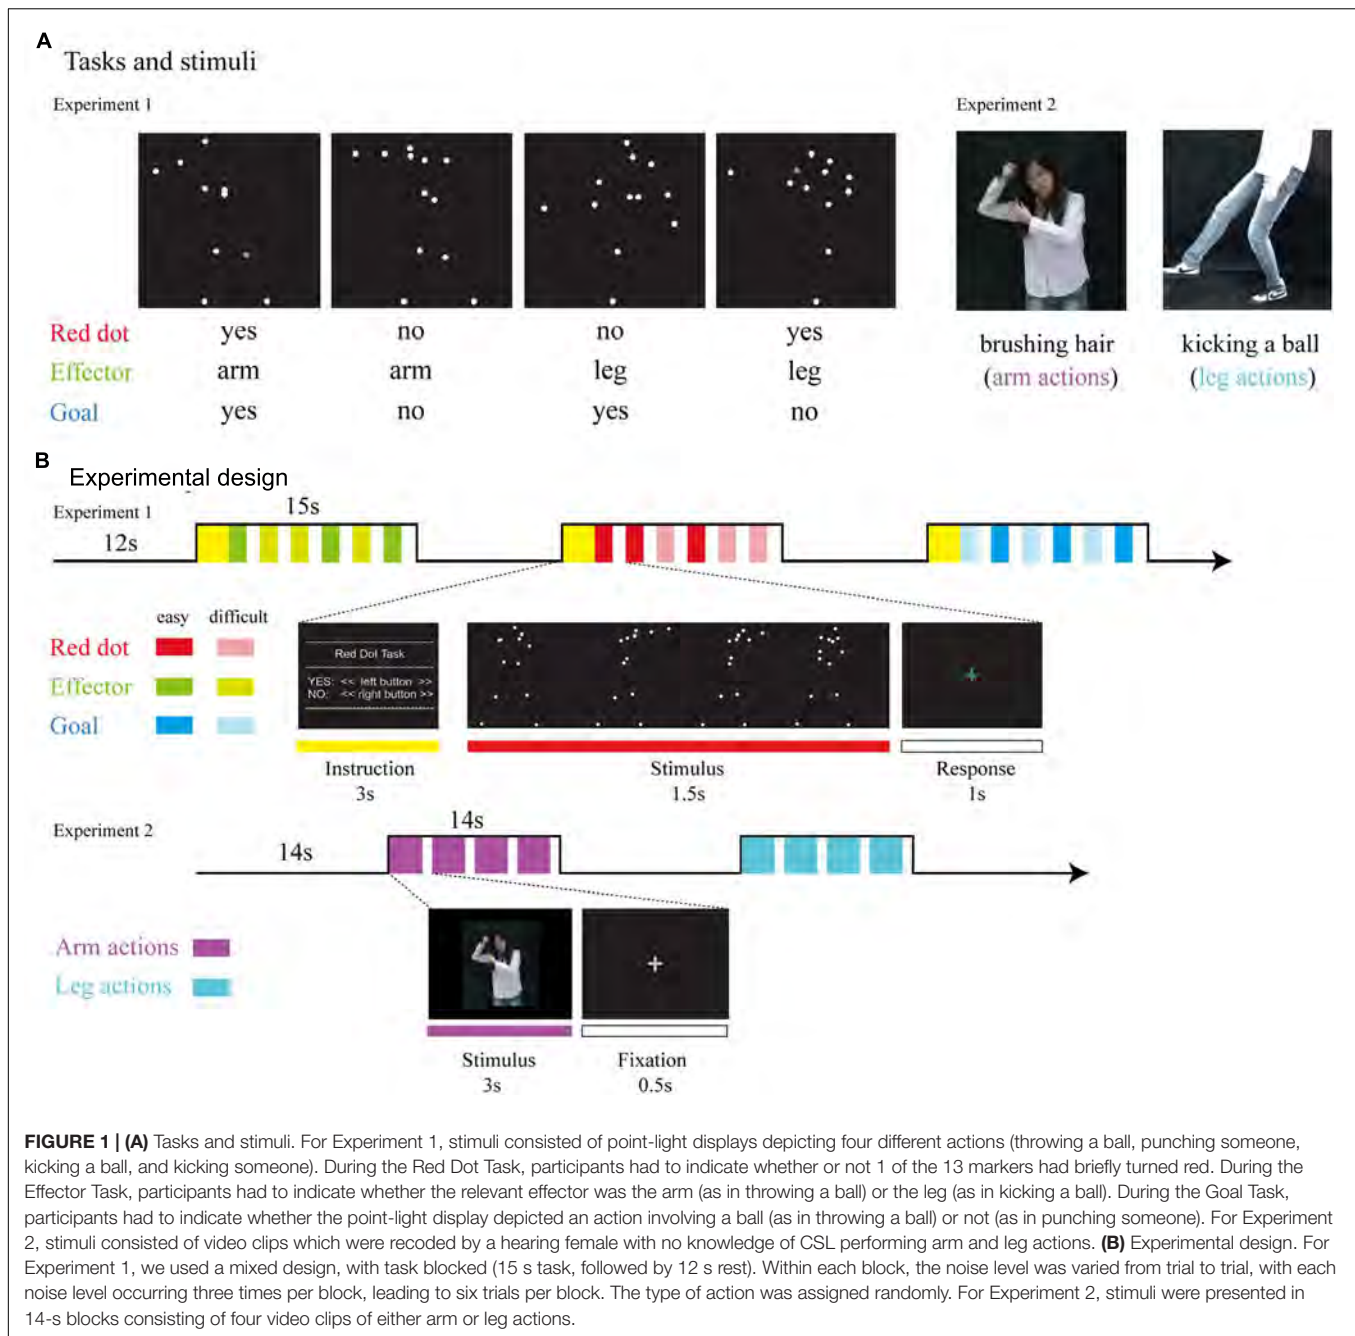 A
Tasks and stimuli
Experiment 1
Experiment 2
Red dot yes no no yes
Effector arm arm leg leg
Goal yes no yes no
brushing hair
(arm actions)
kicking a ball
(leg actions)
B
Experimental design
Experiment 1
15s
12s
easy difficult
Red dot
Effector
Goal
Red Dot Task
YES: << left button >>
NO: << right button >>
Instruction
3s
Stimulus
1.5s
Response
1s
Experiment 2
14s
14s
Arm actions
Leg actions
Stimulus
3s
Fixation
0.5s
FIGURE 1 | (A) Tasks and stimuli. For Experiment 1, stimuli consisted of point-light displays depicting four different actions (throwing a ball, punching someone,
kicking a ball, and kicking someone). During the Red Dot Task, participants had to indicate whether or not 1 of the 13 markers had briefly turned red. During the
Effector Task, participants had to indicate whether the relevant effector was the arm (as in throwing a ball) or the leg (as in kicking a ball). During the Goal Task,
participants had to indicate whether the point-light display depicted an action involving a ball (as in throwing a ball) or not (as in punching someone). For Experiment
2, stimuli consisted of video clips which were recoded by a hearing female with no knowledge of CSL performing arm and leg actions. (B) Experimental design. For
Experiment 1, we used a mixed design, with task blocked (15 s task, followed by 12 s rest). Within each block, the noise level was varied from trial to trial, with each
noise level occurring three times per block, leading to six trials per block. The type of action was assigned randomly. For Experiment 2, stimuli were presented in
14-s blocks consisting of four video clips of either arm or leg actions.